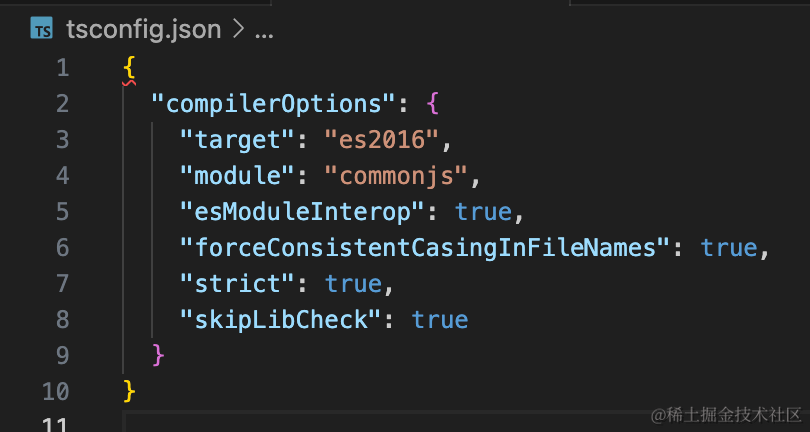 TS tsconfig.json > ...
1 {
2 "compilerOptions": {
3 "target": "es2016",
4 "module": "commonjs",
5 "esModuleInterop": true,
6 "forceConsistentCasingInFileNames": true,
7 "strict": true,
8 "skipLibCheck": true
9 }
10 }
11
@稀土掘金技术社区